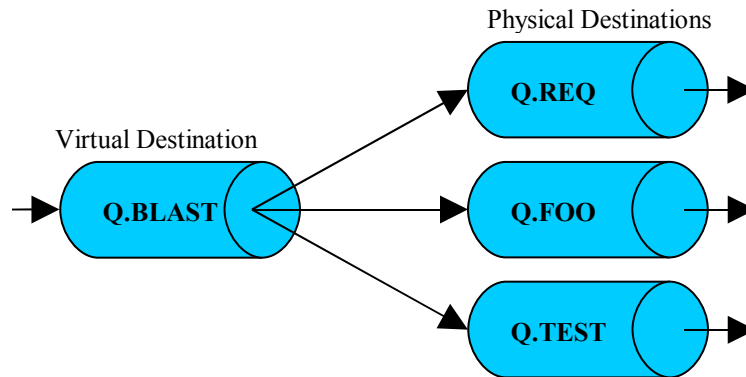 Physical Destinations
Q.REQ
Virtual Destination
Q.BLAST
Q.FOO
Q.TEST